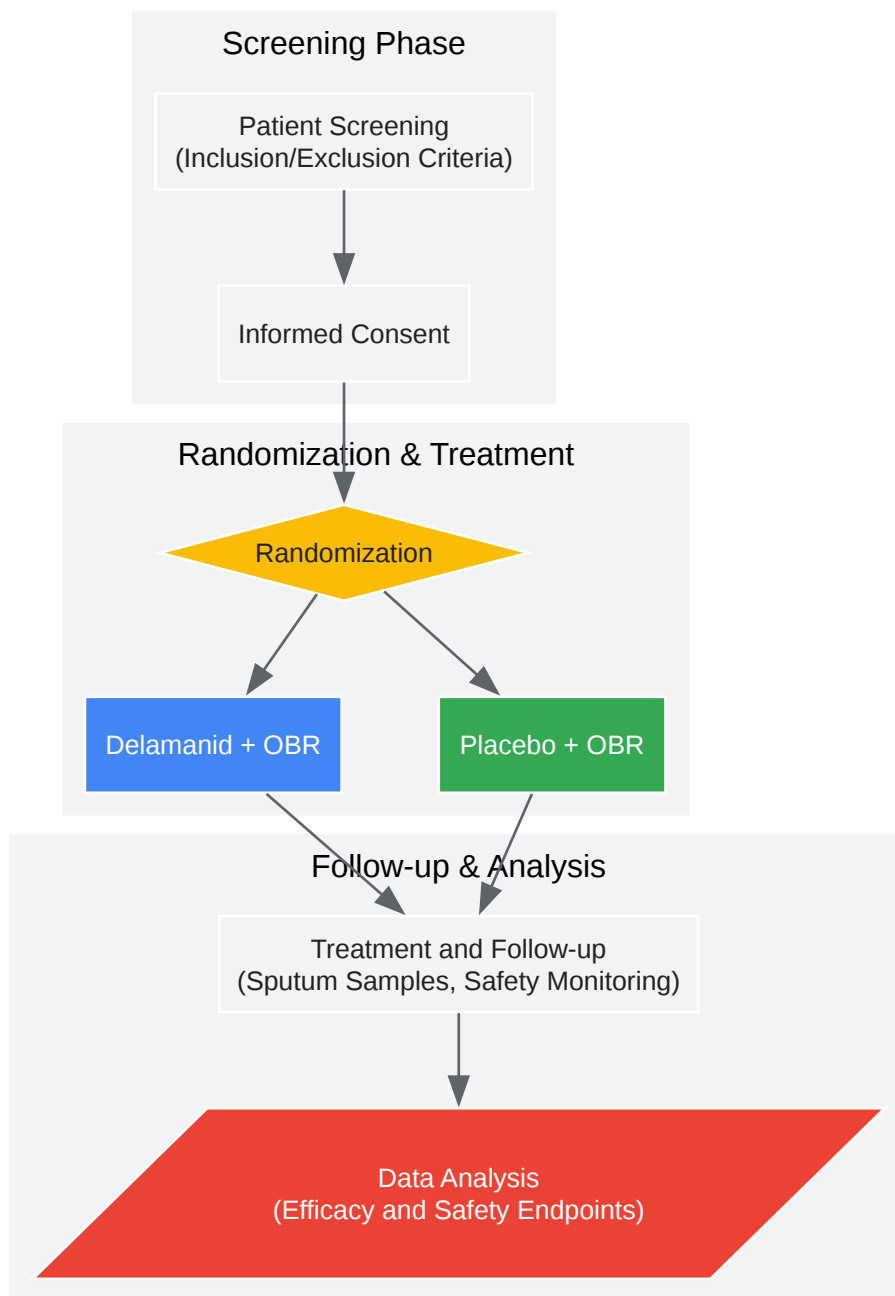 Screening Phase
Patient Screening
(Inclusion/Exclusion Criteria)
Informed Consent
Randomization & Treatment
Randomization
Delamanid + OBR
Placebo + OBR
Follow-up & Analysis
Treatment and Follow-up
(Sputum Samples, Safety Monitoring)
Data Analysis
(Efficacy and Safety Endpoints)